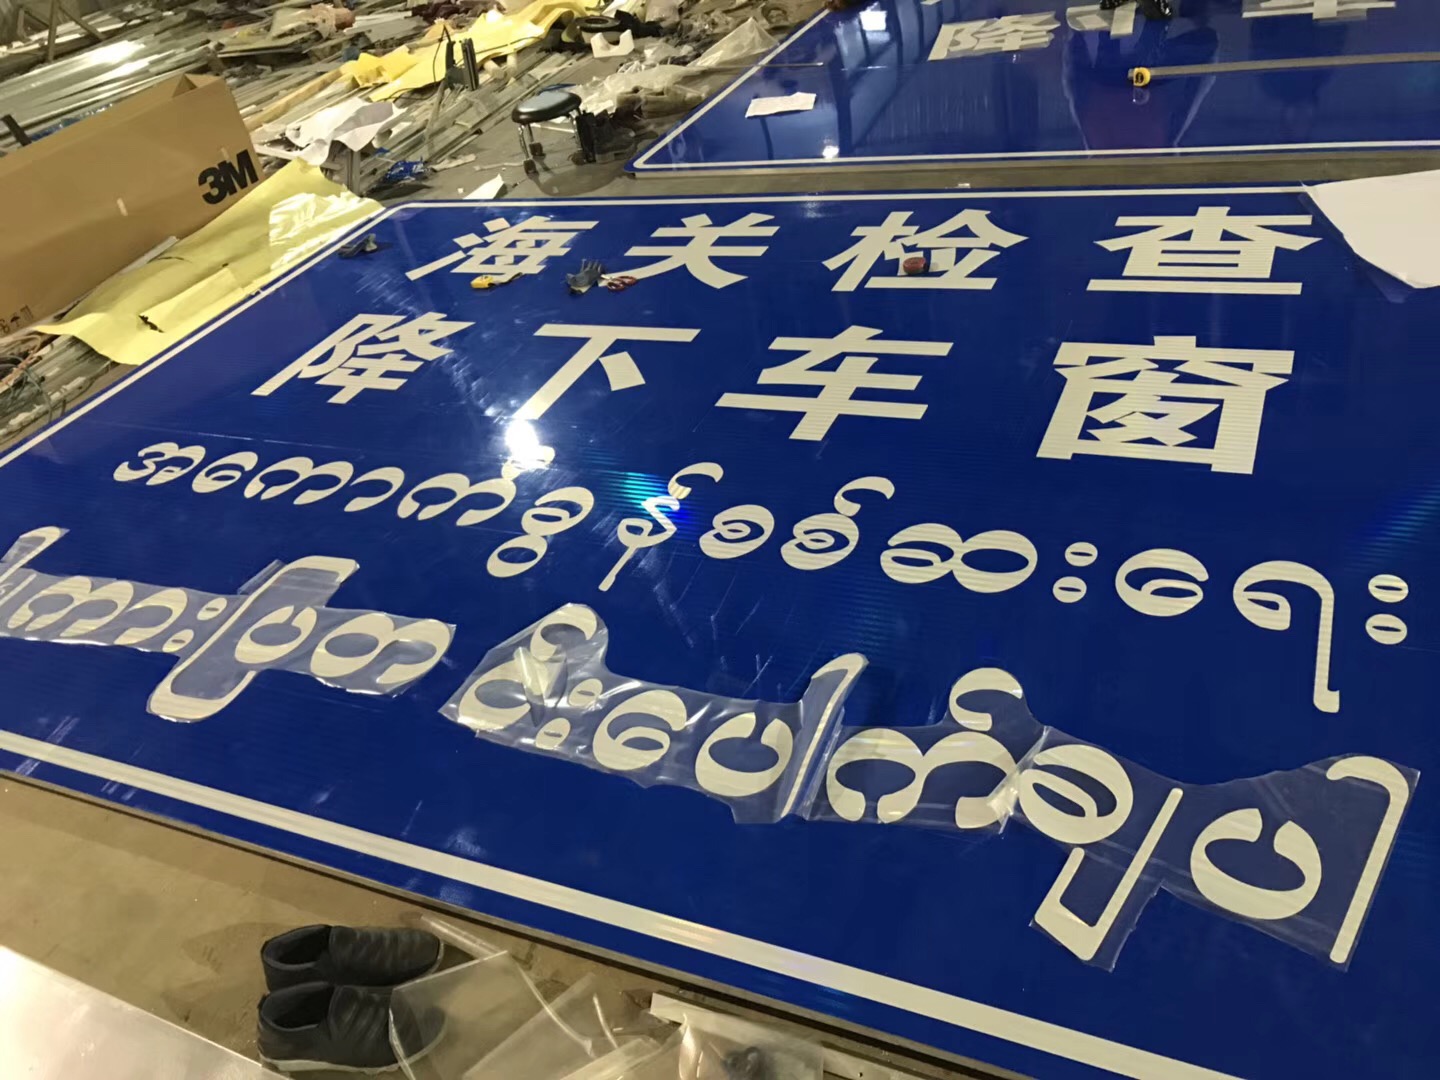 3M
降
海关检查
降下车窗
အကောက်ခွန်စစ်ဆးရေး
ကားပြတင်းပေါက်ချပါ